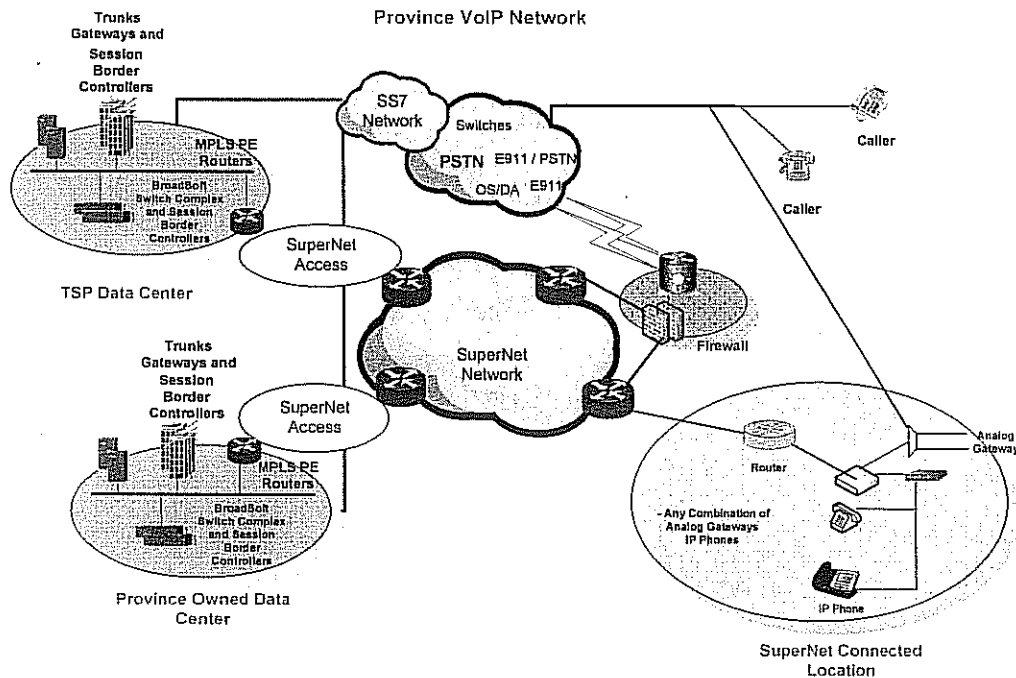 Province VoIP Network
Trunks
Gateways and
Session
Border
Controllers
MPLS PE
Routers
BroadSoft
Switch Complex
and Session
Border
Controllers
TSP Data Center
SS7
Network
Switches
PSTN
E911 / PSTN
OS/DA
E911
Caller
Caller
SuperNet
Access
SuperNet
Network
Firewall
Trunks
Gateways and
Session
Border
Controllers
SuperNet
Access
MPLS PE
Routers
BroadSoft
Switch Complex
and Session
Border
Controllers
Province Owned Data
Center
Router
Analog
Gateway
- Any Combination of
Analog Gateways
IP Phones
IP Phone
SuperNet Connected
Location